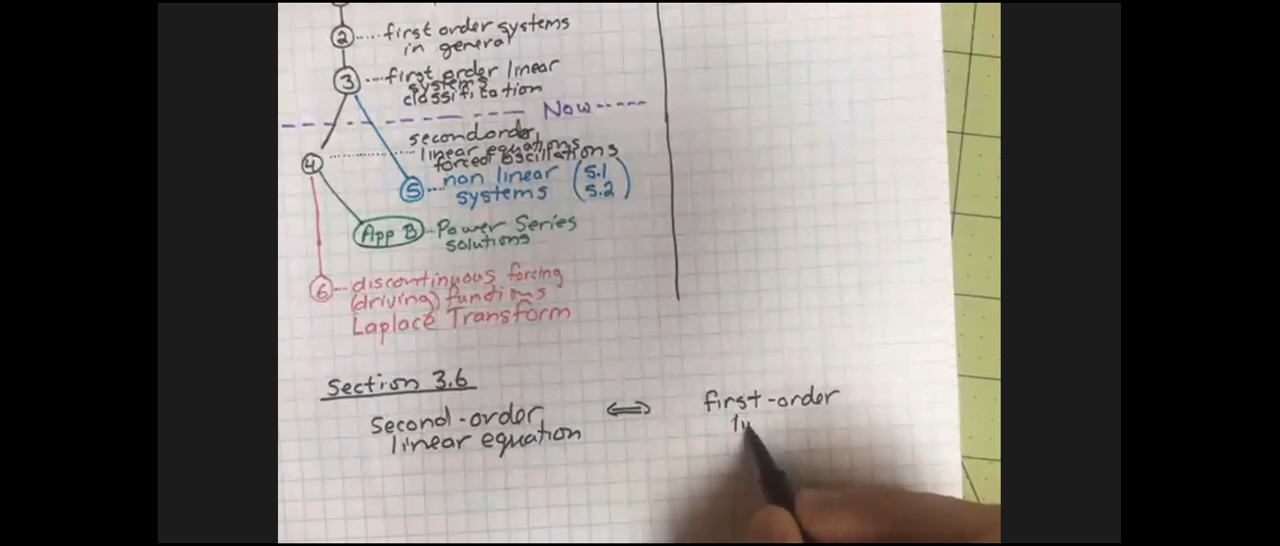 2 ..... first order systems
in general
3 ... first order linear
systems
classification
Now
4 second order
linear equations
forced oscillations
5 ... non linear (5.1
systems 5.2)
App B - Power Series
solutions
6 ... discontinuous forcing
(driving) functions
Laplace Transform
Section 3.6
Second-order ⟺ first-order
linear equation